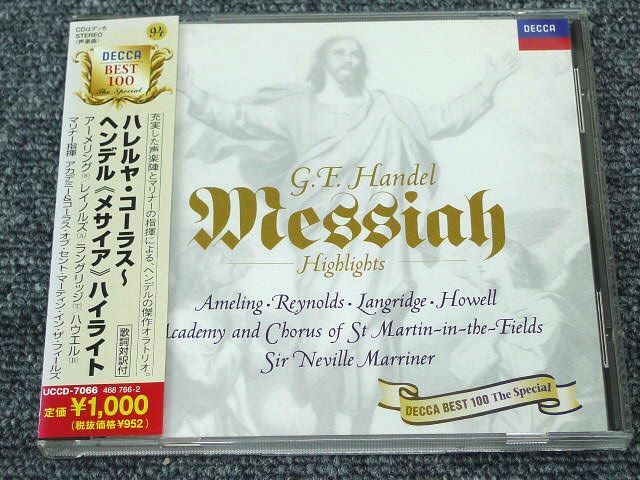 CDはデッカ
STEREO
(声楽曲)
94
DECCA
BEST
100
The Special
充実した声楽陣とマリナーの指揮による、ヘンデルの傑作オラトリオ。
ハレルヤ・コーラス〜
ヘンデル《メサイア》ハイライト
アーメリング(S) レイノルズ(A) ラングリッジ(T) ハウエル(B)
マリナー指揮 アカデミー&コーラス・オブ・セント・マーティン・イン・ザ・フィールズ
歌詞対訳付
UCCD-7066 468 766-2
定価 ¥1,000
(税抜価格¥952)
DECCA
G.F. Handel
Messiah
Highlights
Ameling · Reynolds · Langridge · Howell
Academy and Chorus of St Martin-in-the-Fields
Sir Neville Marriner
DECCA BEST 100 The Special